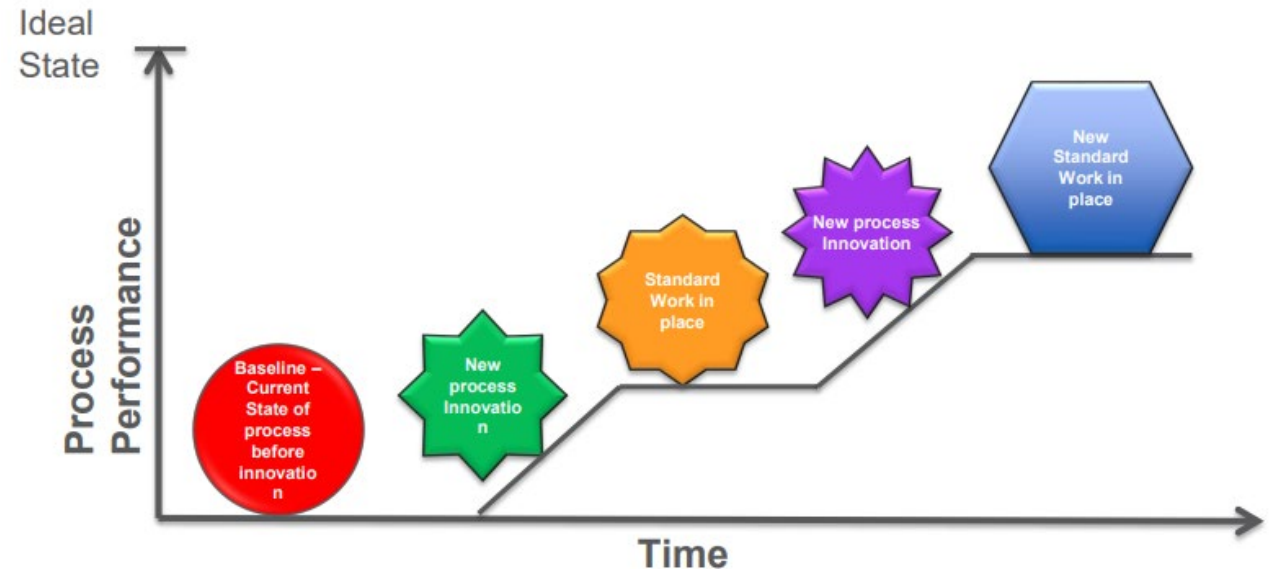 Ideal
State
Process
Performance
Baseline –
Current
State of
process
before
innovatio
n
New
process
Innovatio
n
Standard
Work in
place
New process
Innovation
New
Standard
Work in
place
Time